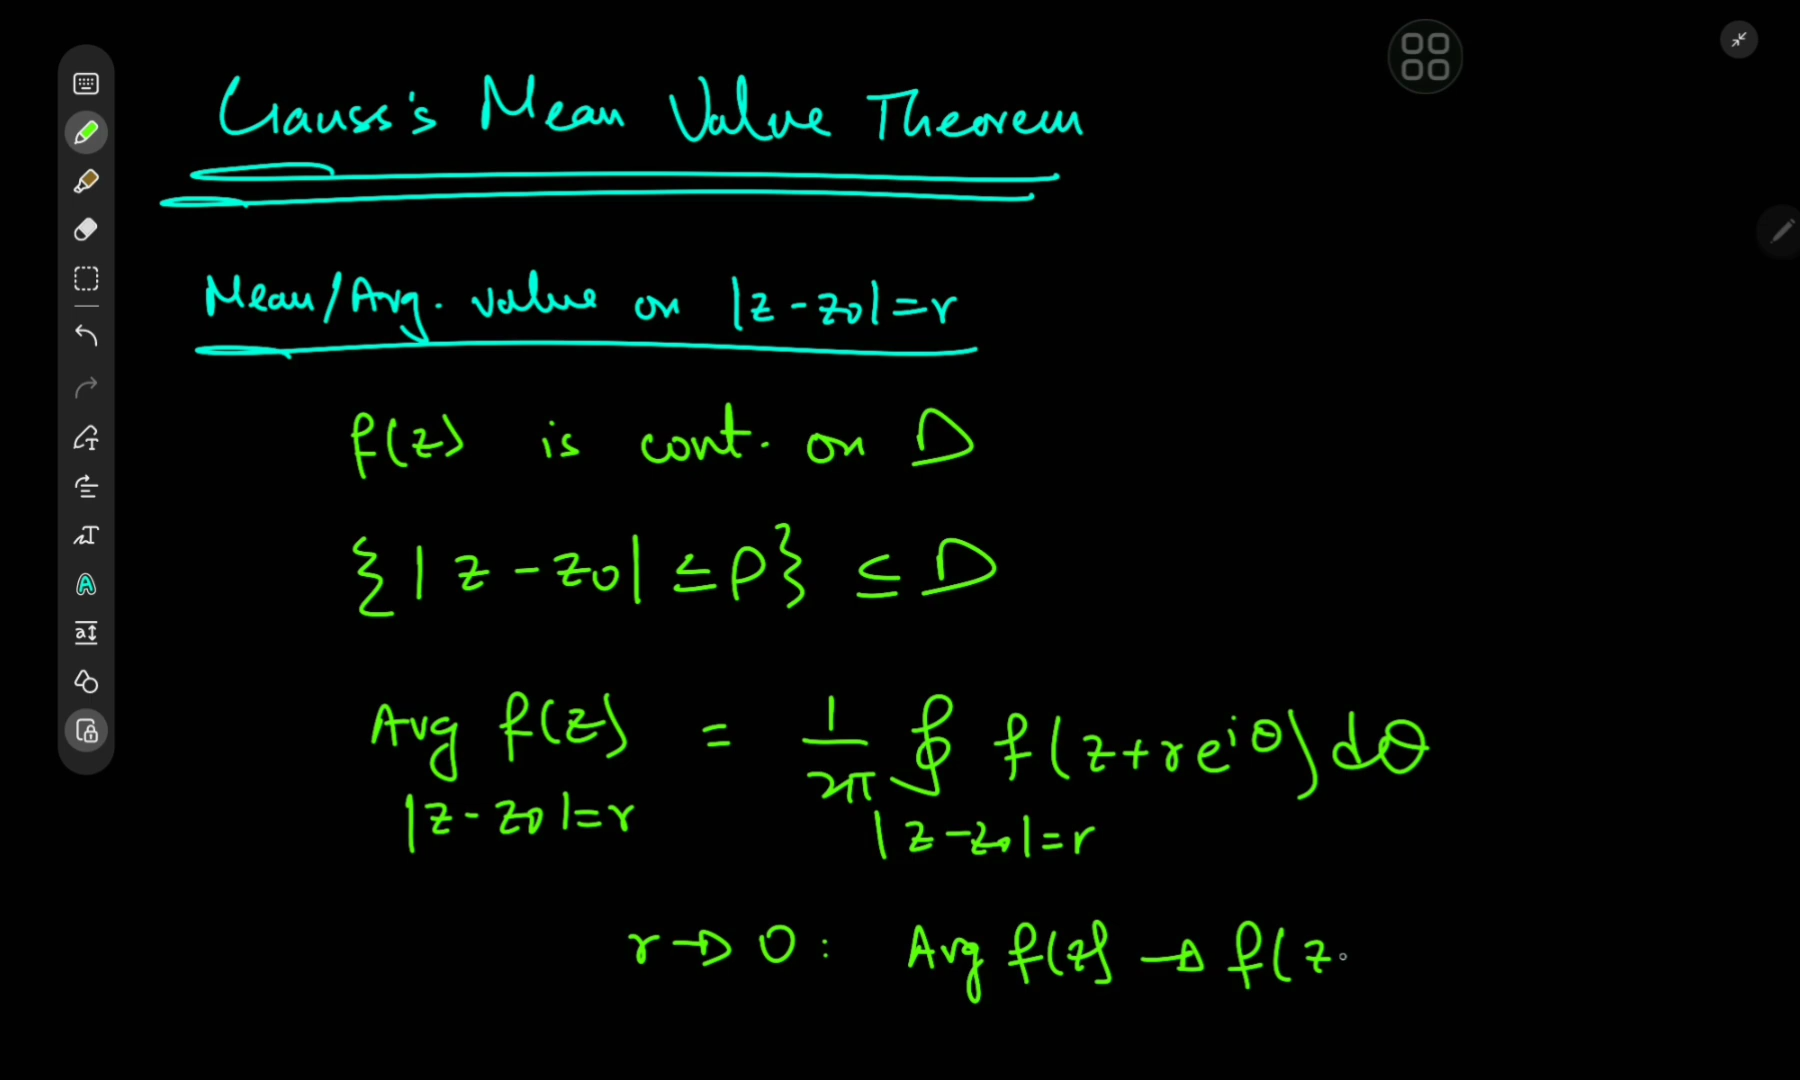 Gauss's Mean Value Theorem
Mean/Avg. value on |z-z0|=r
f(z) is cont. on D
{|z-z0|≤ρ} ⊆ D
Avg f(z) = 1/2π ∮ f(z+re^iθ)dθ
|z-z0|=r |z-z0|=r
r→0: Avg f(z) → f(z